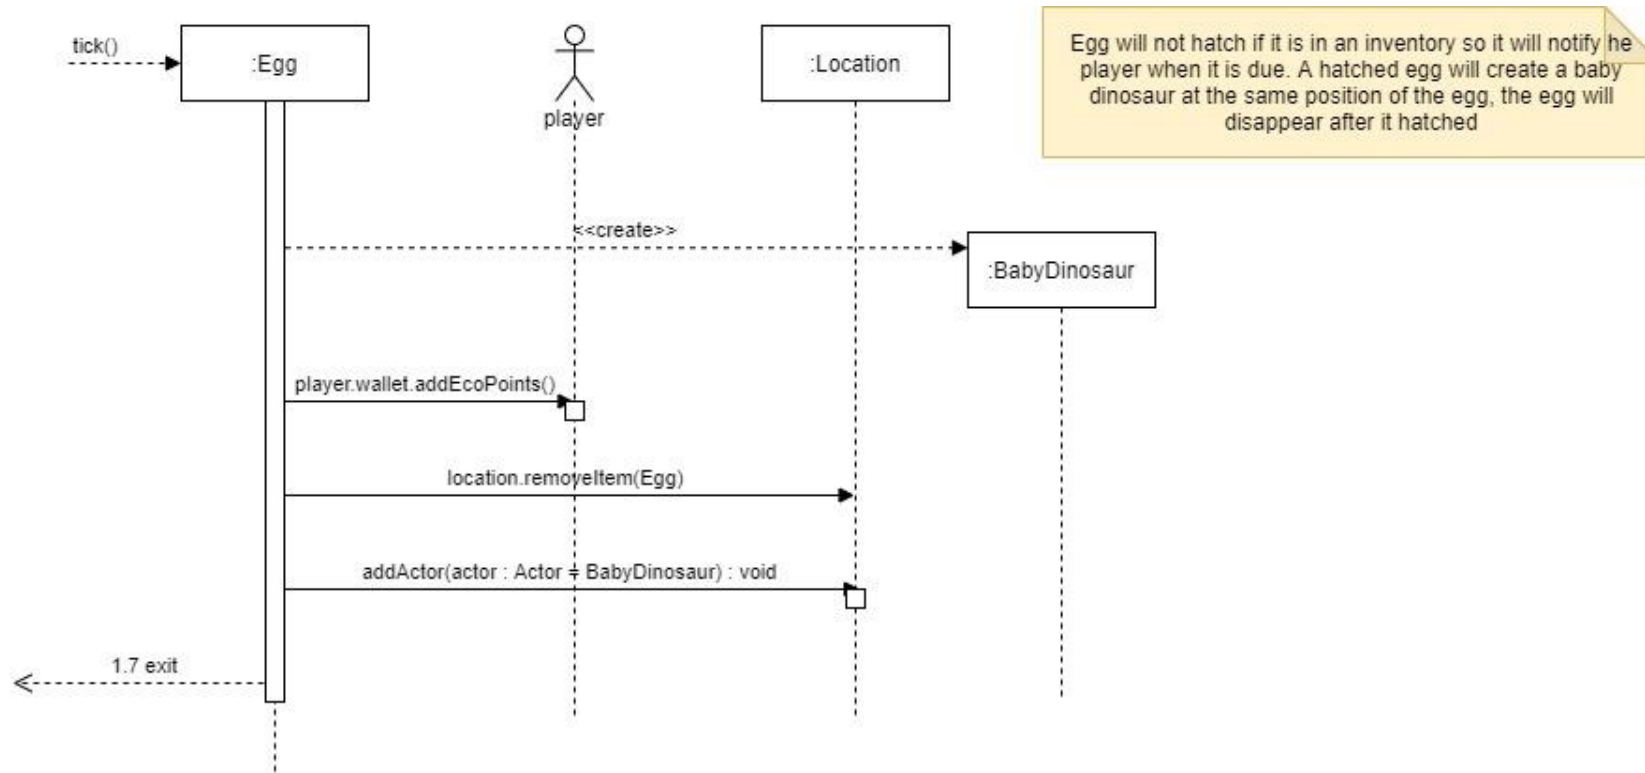 tick()
:Egg
player
:Location
Egg will not hatch if it is in an inventory so it will notify he
player when it is due. A hatched egg will create a baby
dinosaur at the same position of the egg, the egg will
disappear after it hatched
<<create>>
:BabyDinosaur
player.wallet.addEcoPoints()
location.removeItem(Egg)
addActor(actor : Actor = BabyDinosaur) : void
1.7 exit